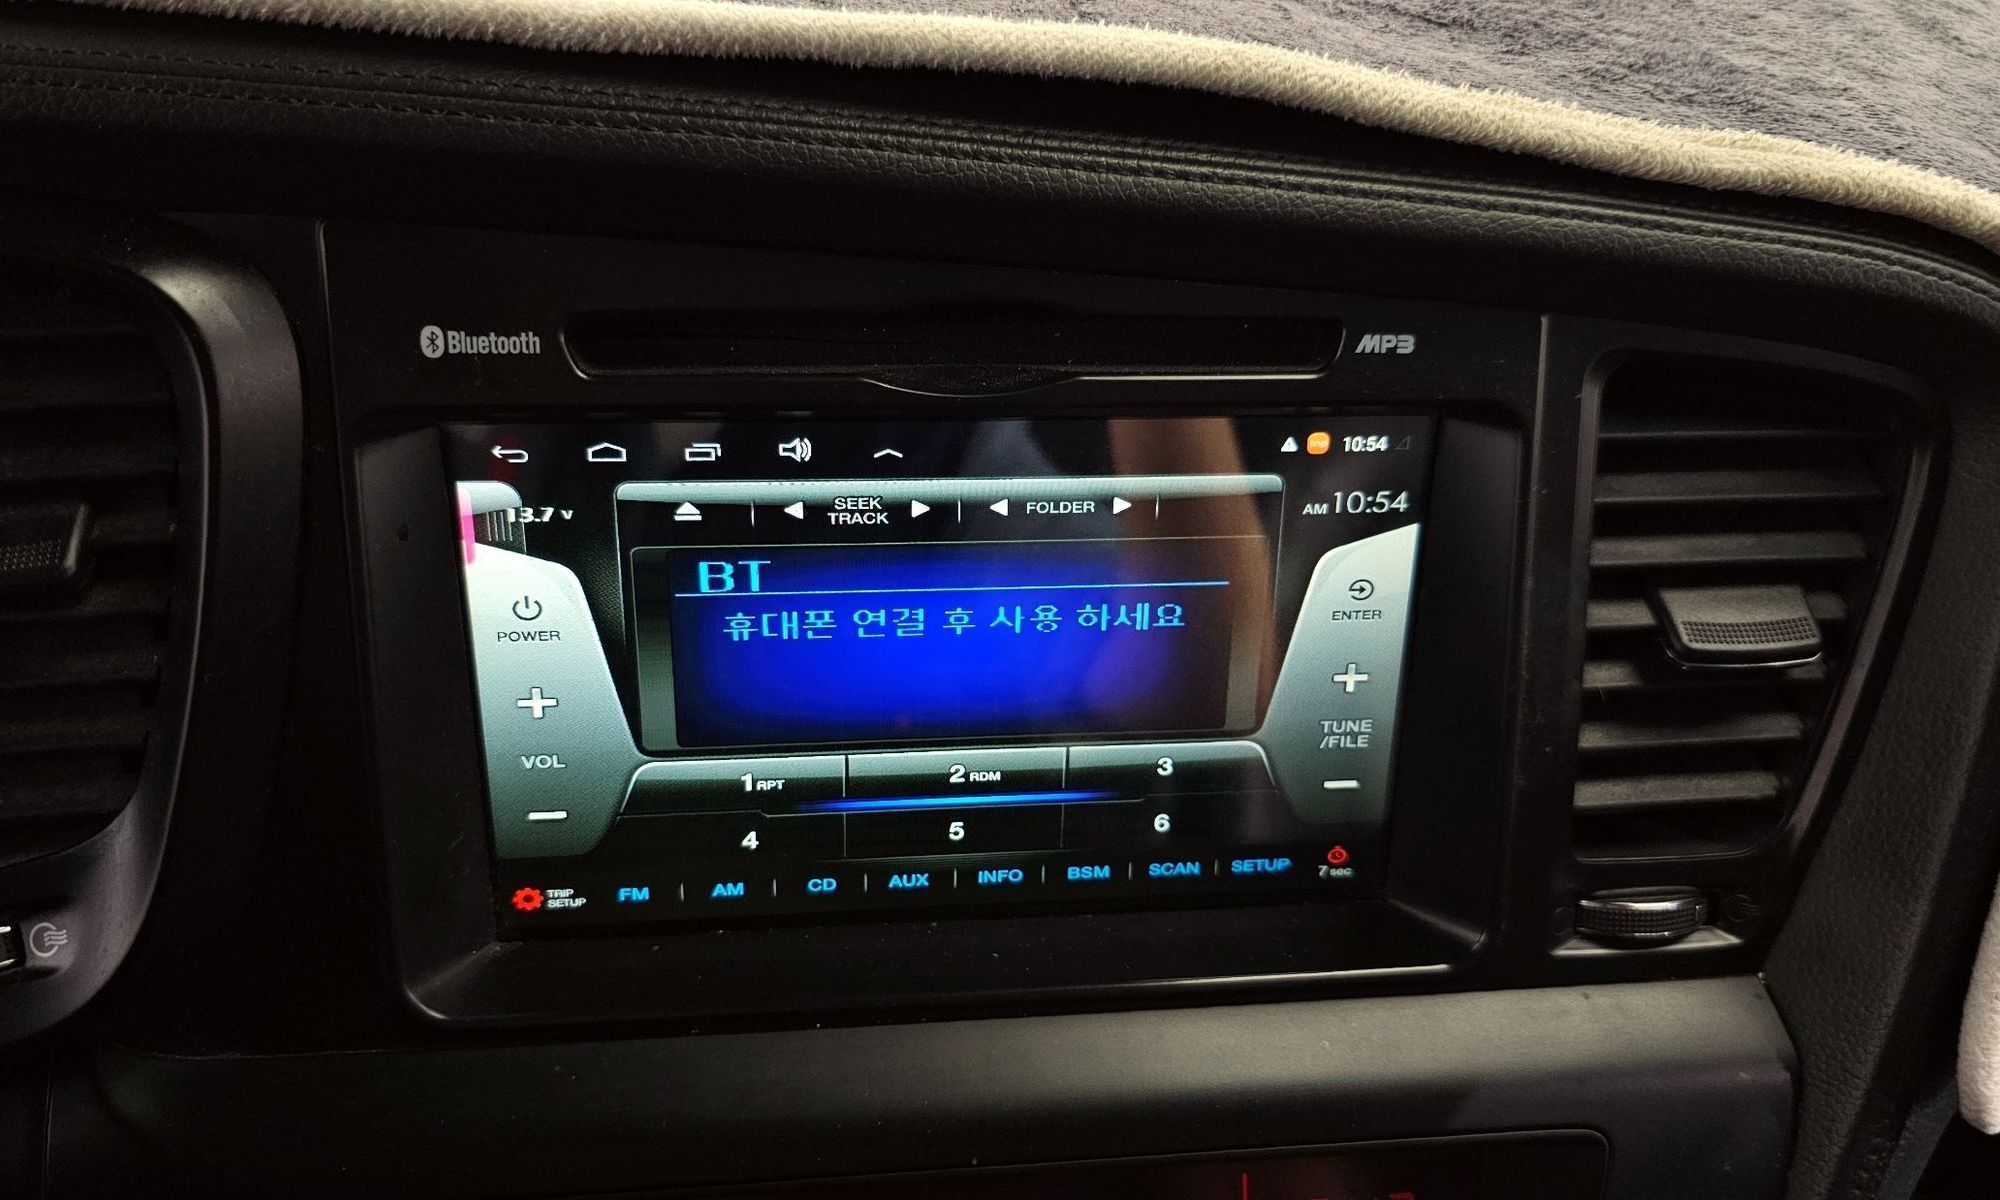 Bluetooth
MP3
10:54
13.7 V
SEEK
TRACK
FOLDER
AM 10:54
BT
휴대폰 연결 후 사용 하세요
POWER
VOL
ENTER
TUNE
/FILE
1 RPT
2 RDM
3
4
5
6
TRIP
SETUP
FM
AM
CD
AUX
INFO
BSM
SCAN
SETUP
7 sec